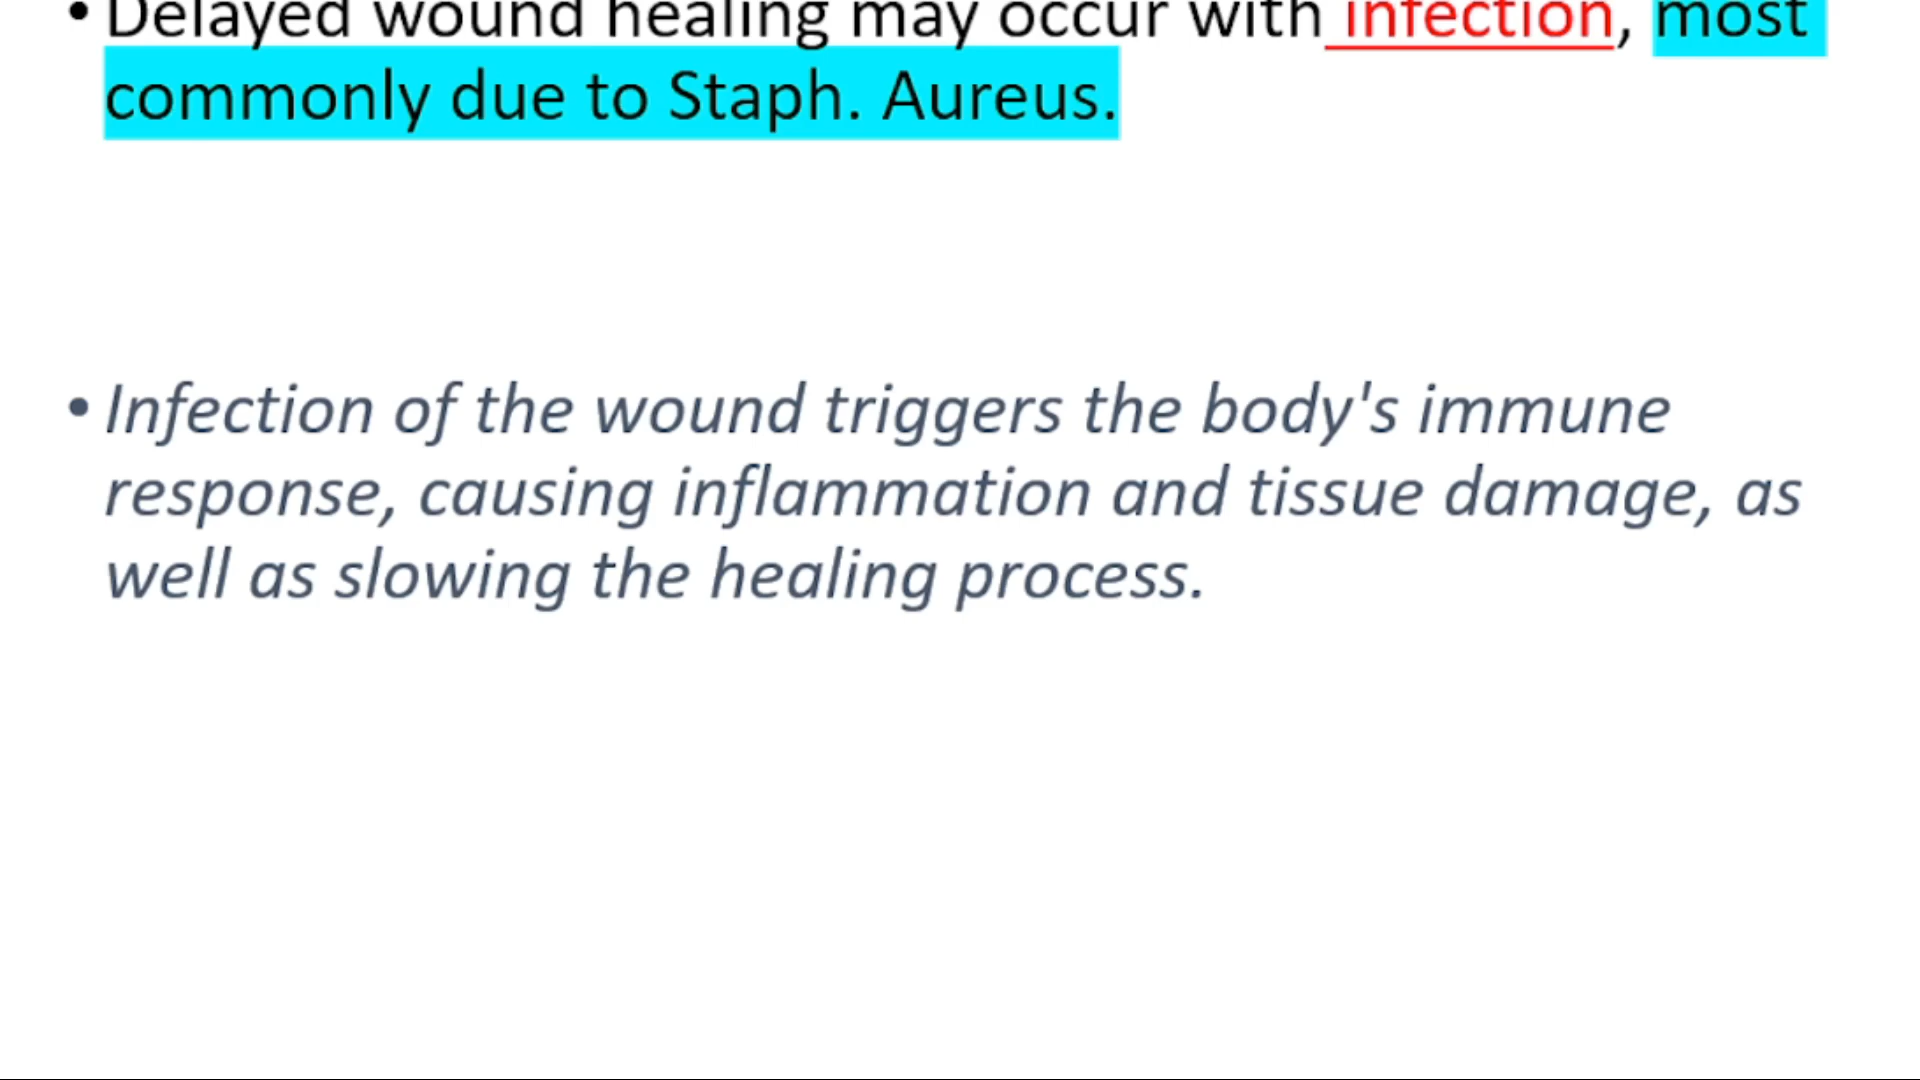 • Delayed wound healing may occur with infection, most
commonly due to Staph. Aureus.
• Infection of the wound triggers the body's immune
response, causing inflammation and tissue damage, as
well as slowing the healing process.